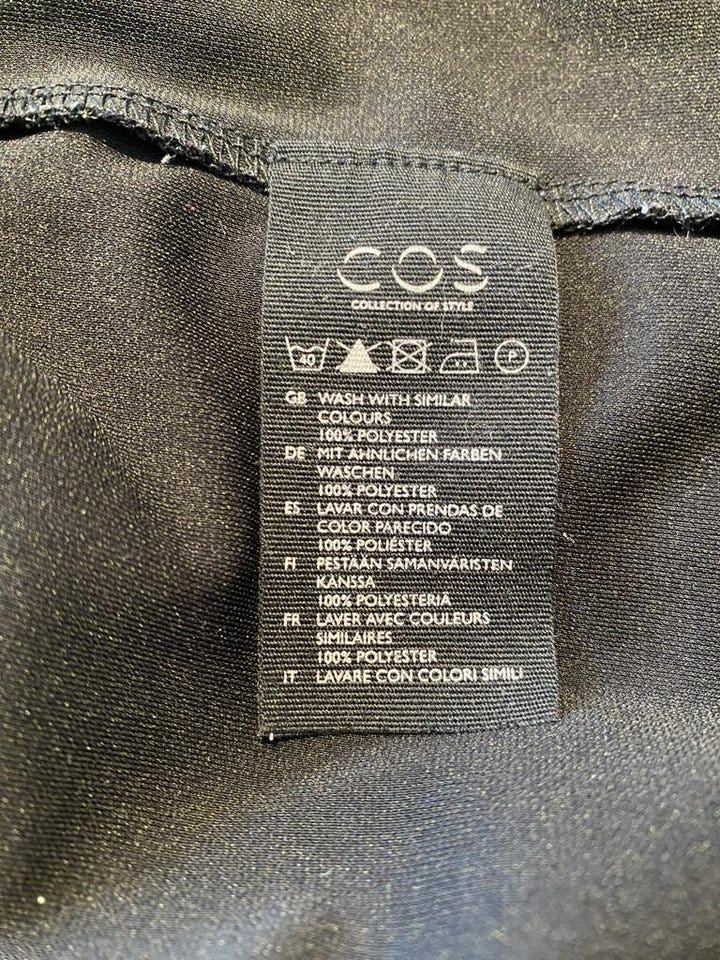 COS
COLLECTION OF STYLE
40 P
GB WASH WITH SIMILAR
COLOURS
100% POLYESTER
DE MIT ÄHNLICHEN FARBEN
WASCHEN
100% POLYESTER
ES LAVAR CON PRENDAS DE
COLOR PARECIDO
100% POLIÉSTER
FI PESTÄÄN SAMANVÄRISTEN
KANSSA
100% POLYESTERIÄ
FR LAVER AVEC COULEURS
SIMILAIRES
100% POLYESTER
IT LAVARE CON COLORI SIMILI